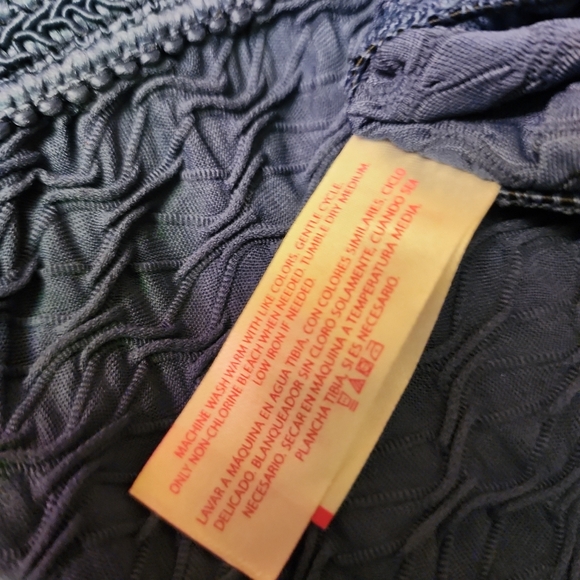 MACHINE WASH WARM WITH LIKE COLORS, GENTLE CYCLE.
ONLY NON-CHLORINE BLEACH WHEN NEEDED. TUMBLE DRY MEDIUM
LOW IRON IF NEEDED.
LAVAR A MÁQUINA EN AGUA TIBIA, CON COLORES SIMILARES, CICLO
DELICADO. BLANQUEADOR SIN CLORO SOLAMENTE, CUANDO SEA
NECESARIO. SECAR EN MAQUINA A TEMPERATURA MEDIA.
PLANCHA TIBIA, SI ES NECESARIO.